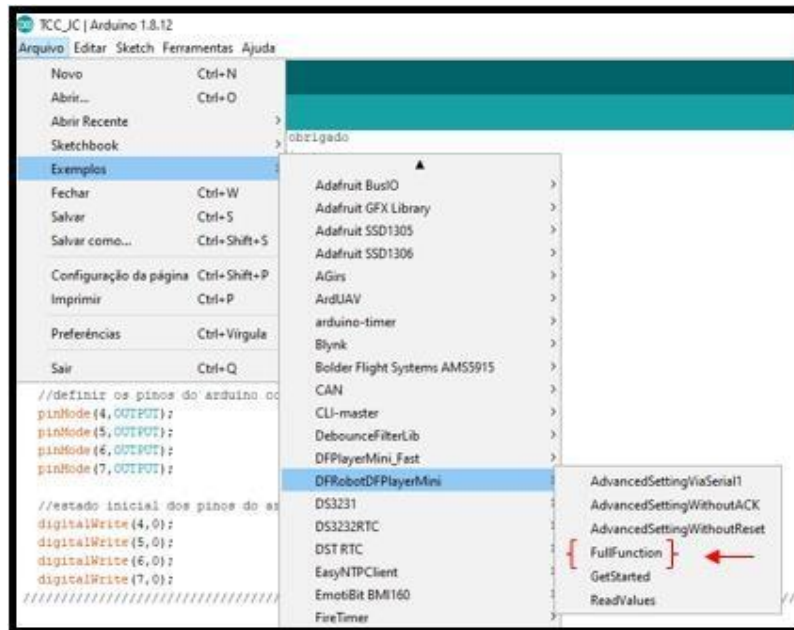 TCC_JC | Arduino 1.8.12
Arquivo Editar Sketch Ferramentas Ajuda
Novo Ctrl+N
Abrir... Ctrl+O
Abrir Recente
Sketchbook
Exemplos
Fechar Ctrl+W
Salvar Ctrl+S
Salvar como... Ctrl+Shift+S
Configuração da página Ctrl+Shift+P
Imprimir Ctrl+P
Preferências Ctrl+Vírgula
Sair Ctrl+Q
obrigado
Adafruit BusIO
Adafruit GFX Library
Adafruit SSD1305
Adafruit SSD1306
AGirs
ArdUAV
arduino-timer
Blynk
Bolder Flight Systems AMS5915
CAN
CLI-master
DebounceFilterLib
DFPlayerMini_Fast
DFRobotDFPlayerMini
DS3231
DS3232RTC
DST RTC
EasyNTPClient
EmotiBit BMI160
FireTimer
AdvancedSettingViaSerial1
AdvancedSettingWithoutACK
AdvancedSettingWithoutReset
FullFunction
GetStarted
ReadValues
//definir os pinos do arduino co
pinMode(4,OUTPUT);
pinMode(5,OUTPUT);
pinMode(6,OUTPUT);
pinMode(7,OUTPUT);
//estado inicial dos pinos do ar
digitalWrite(4,0);
digitalWrite(5,0);
digitalWrite(6,0);
digitalWrite(7,0);